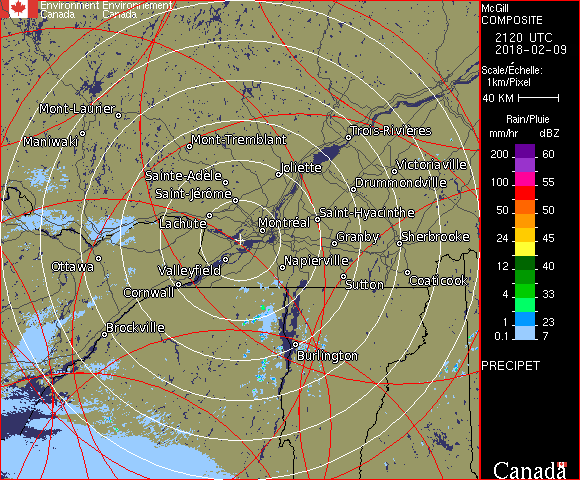 Environment Environnement
Canada Canada
McGill
COMPOSITE
2120 UTC
2018-02-09
Scale/Échelle:
1km/Pixel
40 KM
Rain/Pluie
mm/hr dBZ
200 60
100 55
50 50
24 45
12 40
4 33
1 23
0.1 7
PRECIPET
Canada
Mont-Laurier
Maniwaki
Mont-Tremblant
Trois-Rivières
Sainte-Adèle
Joliette
Victoriaville
Saint-Jérôme
Drummondville
Lachute
Montréal
Saint-Hyacinthe
Granby
Sherbrooke
Ottawa
Valleyfield
Napierville
Cornwall
Sutton
Coaticook
Brockville
Burlington